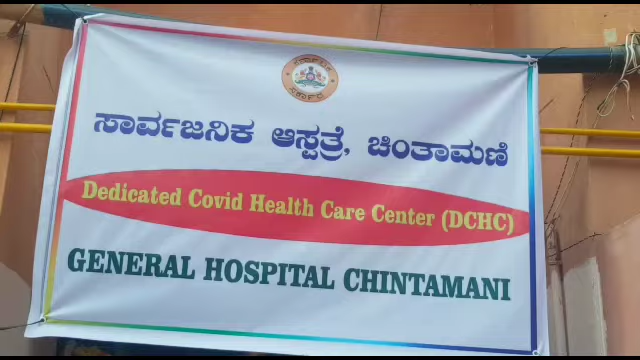 ಸಾರ್ವಜನಿಕ ಆಸ್ಪತ್ರೆ, ಚಿಂತಾಮಣಿ
Dedicated Covid Health Care Center (DCHC)
GENERAL HOSPITAL CHINTAMANI